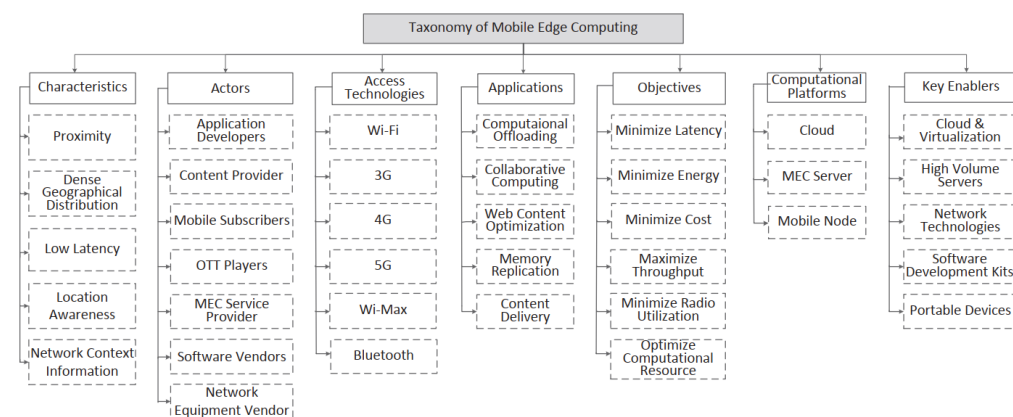 Taxonomy of Mobile Edge Computing
Characteristics
Proximity
Dense
Geographical
Distribution
Low Latency
Location
Awareness
Network Context
Information
Actors
Application
Developers
Content Provider
Mobile Subscribers
OTT Players
MEC Service
Provider
Software Vendors
Network
Equipment Vendor
Access
Technologies
Wi-Fi
3G
4G
5G
Wi-Max
Bluetooth
Applications
Computaional
Offloading
Collaborative
Computing
Web Content
Optimization
Memory
Replication
Content
Delivery
Objectives
Minimize Latency
Minimize Energy
Minimize Cost
Maximize
Throughput
Minimize Radio
Utilization
Optimize
Computational
Resource
Computational
Platforms
Cloud
MEC Server
Mobile Node
Key Enablers
Cloud &
Virtualization
High Volume
Servers
Network
Technologies
Software
Development Kits
Portable Devices